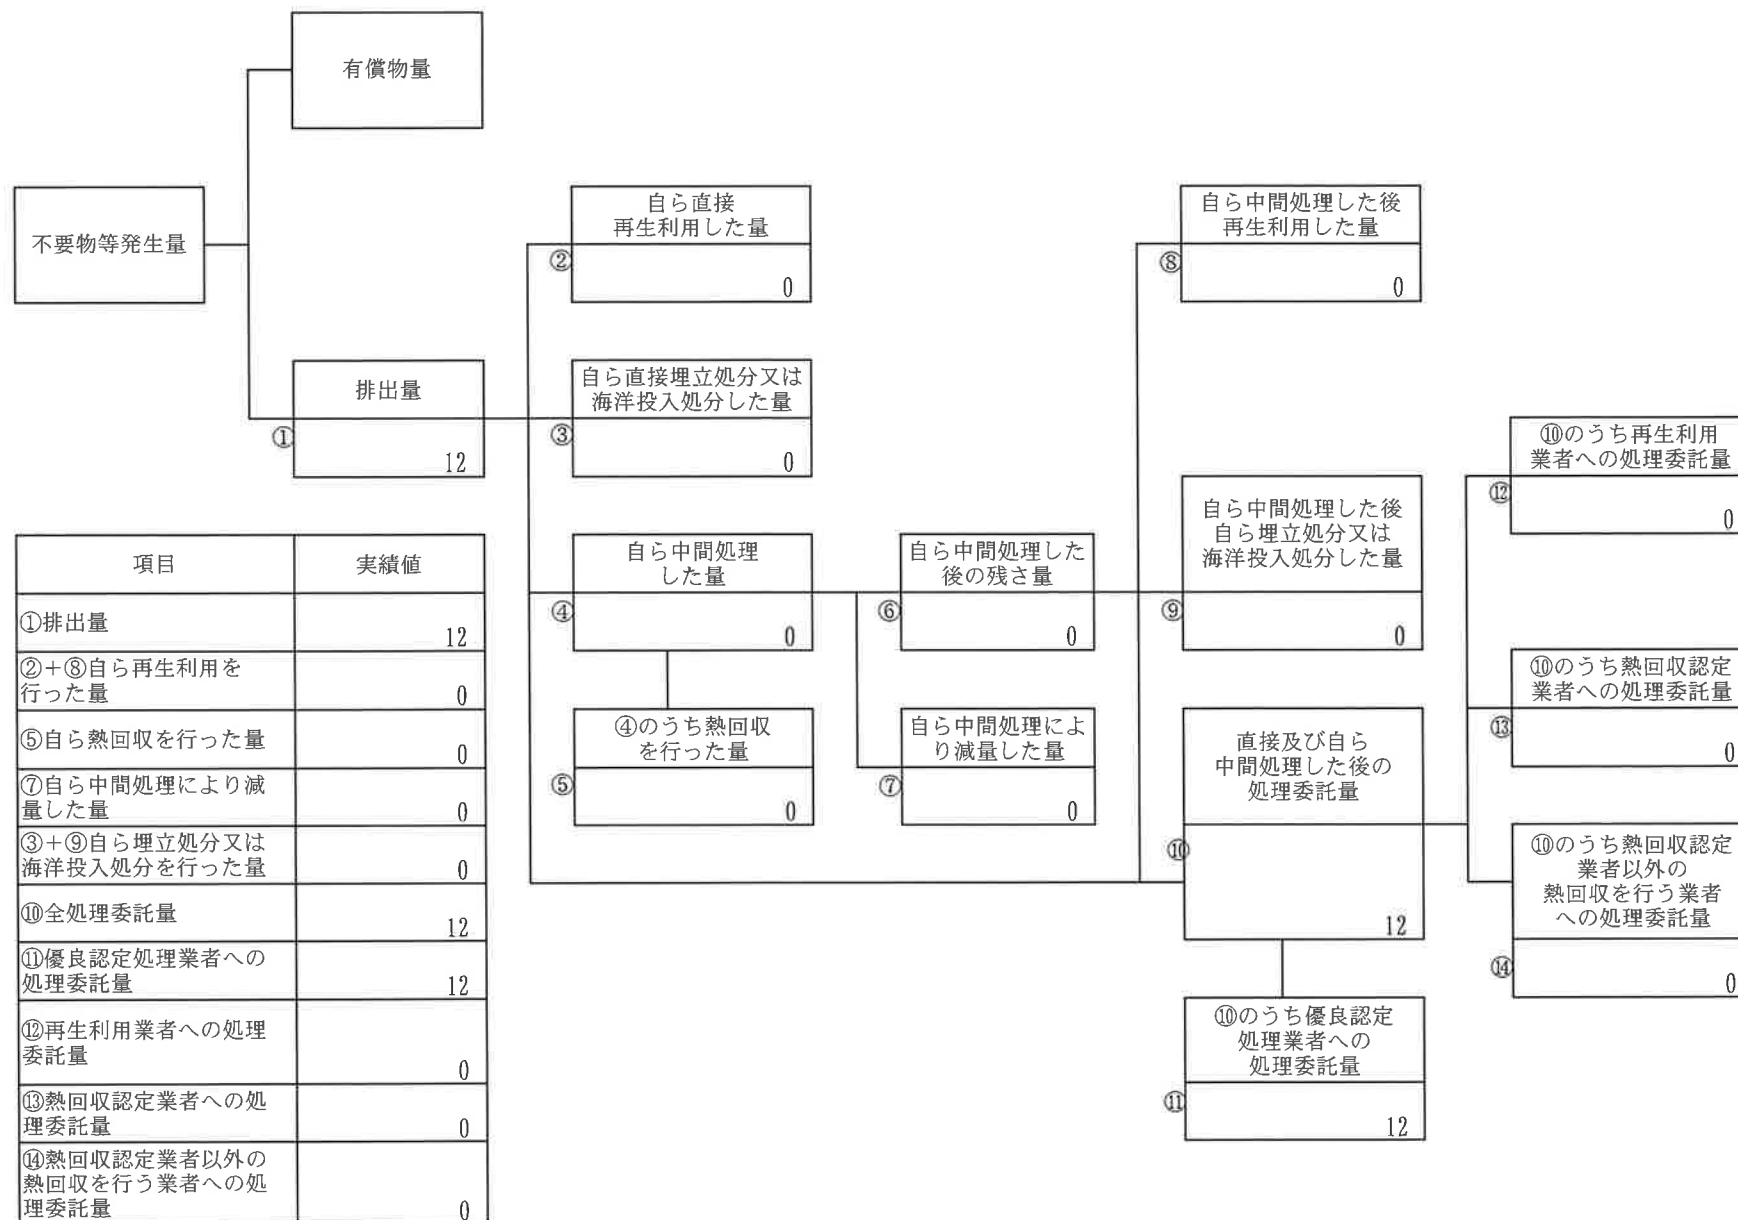 有償物量
不要物等発生量
排出量
①
12
自ら直接
再生利用した量
②
0
自ら直接埋立処分又は
海洋投入処分した量
③
0
自ら中間処理
した量
④
0
④のうち熱回収
を行った量
⑤
0
自ら中間処理した
後の残さ量
⑥
0
自ら中間処理によ
り減量した量
⑦
0
自ら中間処理した後
再生利用した量
⑧
0
自ら中間処理した後
自ら埋立処分又は
海洋投入処分した量
⑨
0
直接及び自ら
中間処理した後の
処理委託量
⑩
12
⑩のうち優良認定
処理業者への
処理委託量
⑪
12
⑩のうち再生利用
業者への処理委託量
⑫
0
⑩のうち熱回収認定
業者への処理委託量
⑬
0
⑩のうち熱回収認定
業者以外の
熱回収を行う業者
への処理委託量
⑭
0
項目 実績値
①排出量
12
②+⑧自ら再生利用を
行った量
0
⑤自ら熱回収を行った量
0
⑦自ら中間処理により減
量した量
0
③+⑨自ら埋立処分又は
海洋投入処分を行った量
0
⑩全処理委託量
12
⑪優良認定処理業者への
処理委託量
12
⑫再生利用業者への処理
委託量
0
⑬熱回収認定業者への処
理委託量
0
⑭熱回収認定業者以外の
熱回収を行う業者への処
理委託量
0